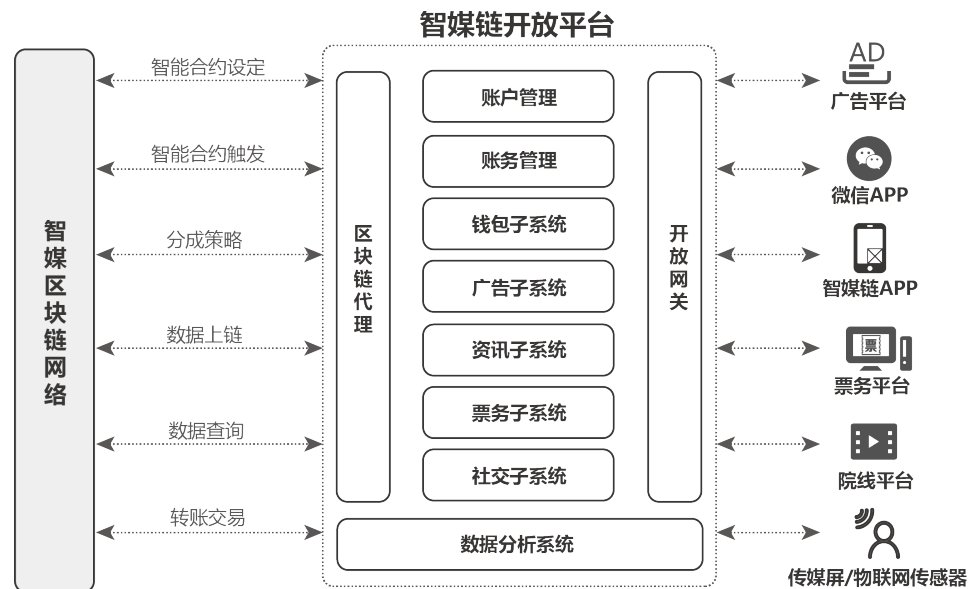 智媒链开放平台
智媒区块链网络
智能合约设定
智能合约触发
分成策略
数据上链
数据查询
转账交易
区块链代理
账户管理
账务管理
钱包子系统
广告子系统
资讯子系统
票务子系统
社交子系统
数据分析系统
开放网关
AD
广告平台
微信APP
智媒链APP
票
票务平台
院线平台
传媒屏/物联网传感器